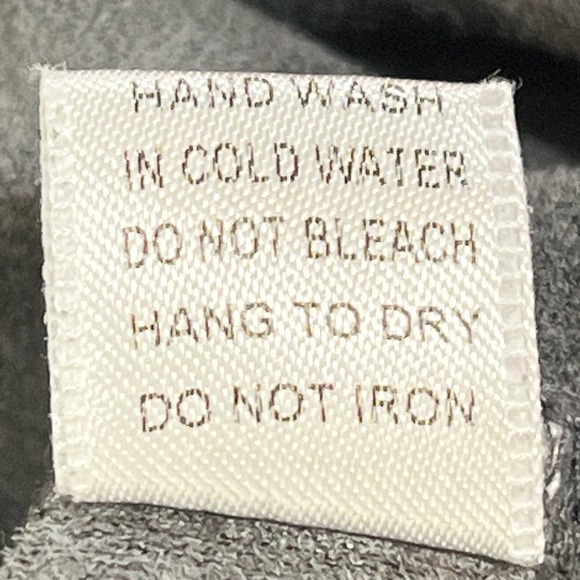 HAND WASH
IN COLD WATER
DO NOT BLEACH
HANG TO DRY
DO NOT IRON